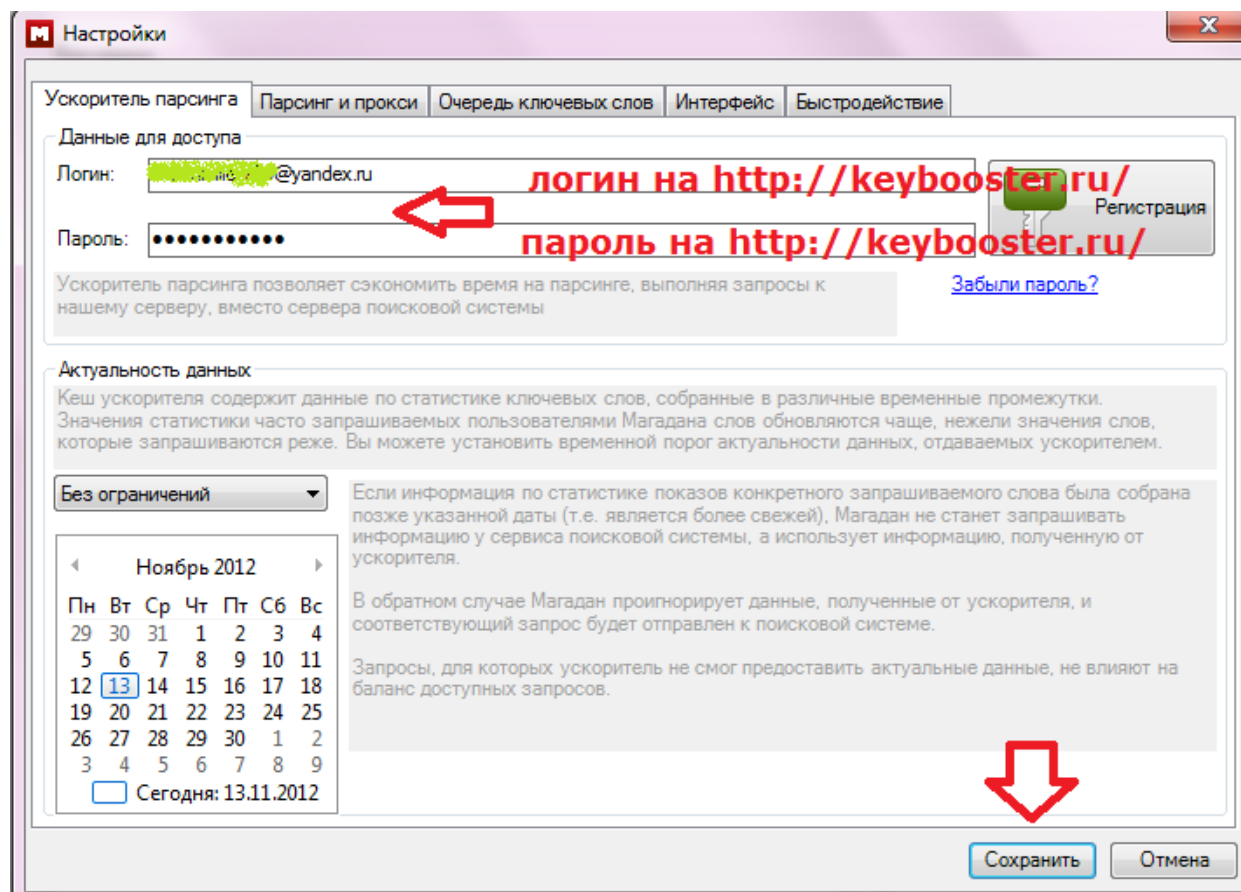 Настройки
Ускоритель парсинга Парсинг и прокси Очередь ключевых слов Интерфейс Быстродействие
Данные для доступа
Логин: @yandex.ru логин на http://keybooster.ru/
Регистрация
Пароль: ●●●●●●●●●●● пароль на http://keybooster.ru/
Ускоритель парсинга позволяет сэкономить время на парсинге, выполняя запросы к
нашему серверу, вместо сервера поисковой системы
Забыли пароль?
Актуальность данных
Кеш ускорителя содержит данные по статистике ключевых слов, собранные в различные временные промежутки.
Значения статистики часто запрашиваемых пользователями Магадана слов обновляются чаще, нежели значения слов,
которые запрашиваются реже. Вы можете установить временной порог актуальности данных, отдаваемых ускорителем.
Без ограничений
Если информация по статистике показов конкретного запрашиваемого слова была собрана
позже указанной даты (т.е. является более свежей), Магадан не станет запрашивать
информацию у сервиса поисковой системы, а использует информацию, полученную от
ускорителя.
В обратном случае Магадан проигнорирует данные, полученные от ускорителя, и
соответствующий запрос будет отправлен к поисковой системе.
Запросы, для которых ускоритель не смог предоставить актуальные данные, не влияют на
баланс доступных запросов.
Ноябрь 2012
Пн Вт Ср Чт Пт Сб Вс
29 30 31 1 2 3 4
5 6 7 8 9 10 11
12 13 14 15 16 17 18
19 20 21 22 23 24 25
26 27 28 29 30 1 2
3 4 5 6 7 8 9
Сегодня: 13.11.2012
Сохранить Отмена